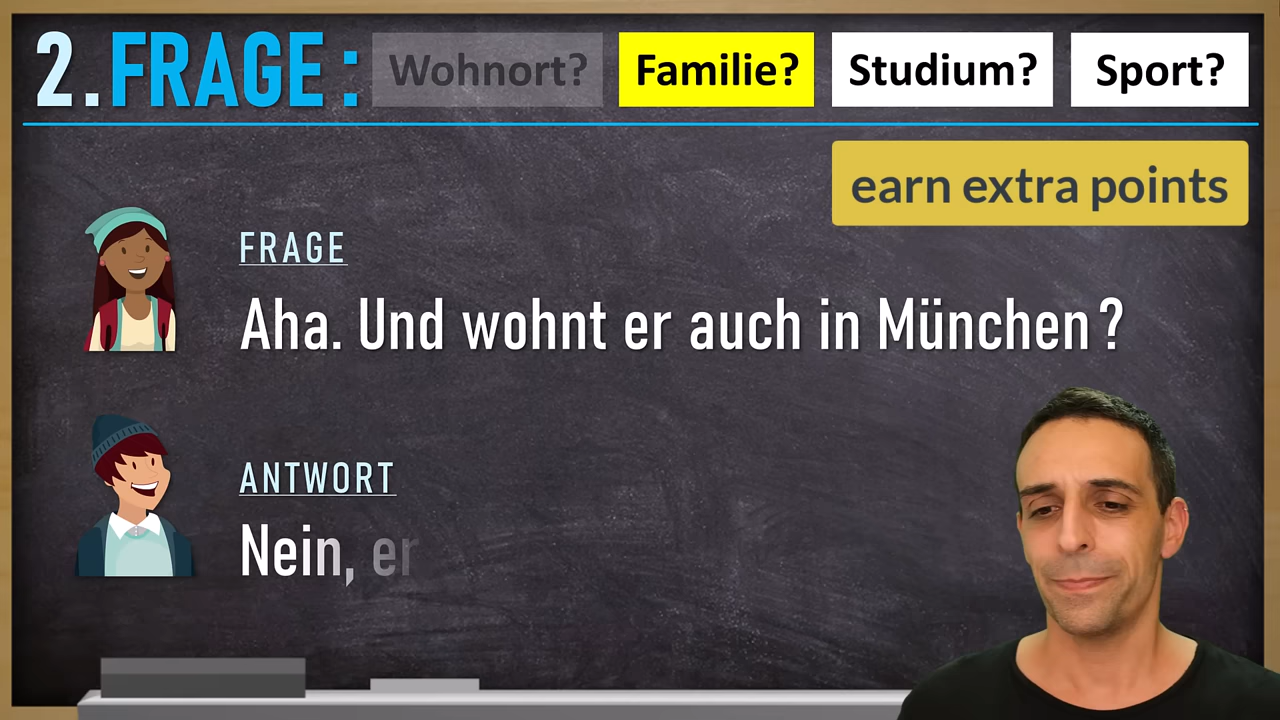 2. FRAGE: Wohnort? Familie? Studium? Sport?
earn extra points
FRAGE
Aha. Und wohnt er auch in München?
ANTWORT
Nein, er